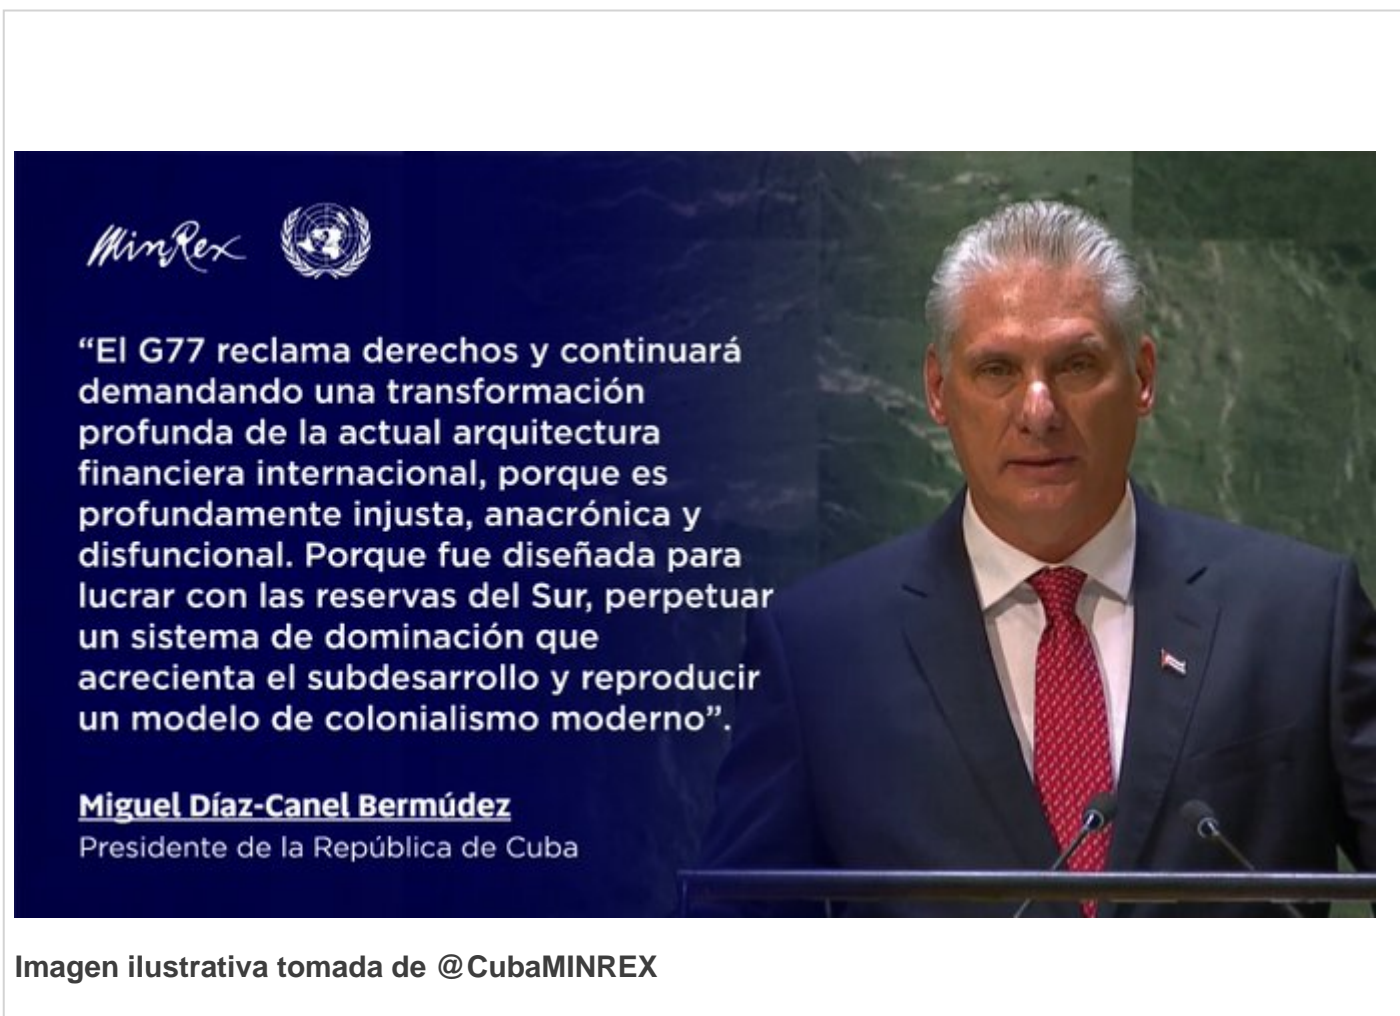 MinRex
“El G77 reclama derechos y continuará
demandando una transformación
profunda de la actual arquitectura
financiera internacional, porque es
profundamente injusta, anacrónica y
disfuncional. Porque fue diseñada para
lucrar con las reservas del Sur, perpetuar
un sistema de dominación que
acrecienta el subdesarrollo y reproducir
un modelo de colonialismo moderno”.
Miguel Díaz-Canel Bermúdez
Presidente de la República de Cuba
Imagen ilustrativa tomada de @CubaMINREX